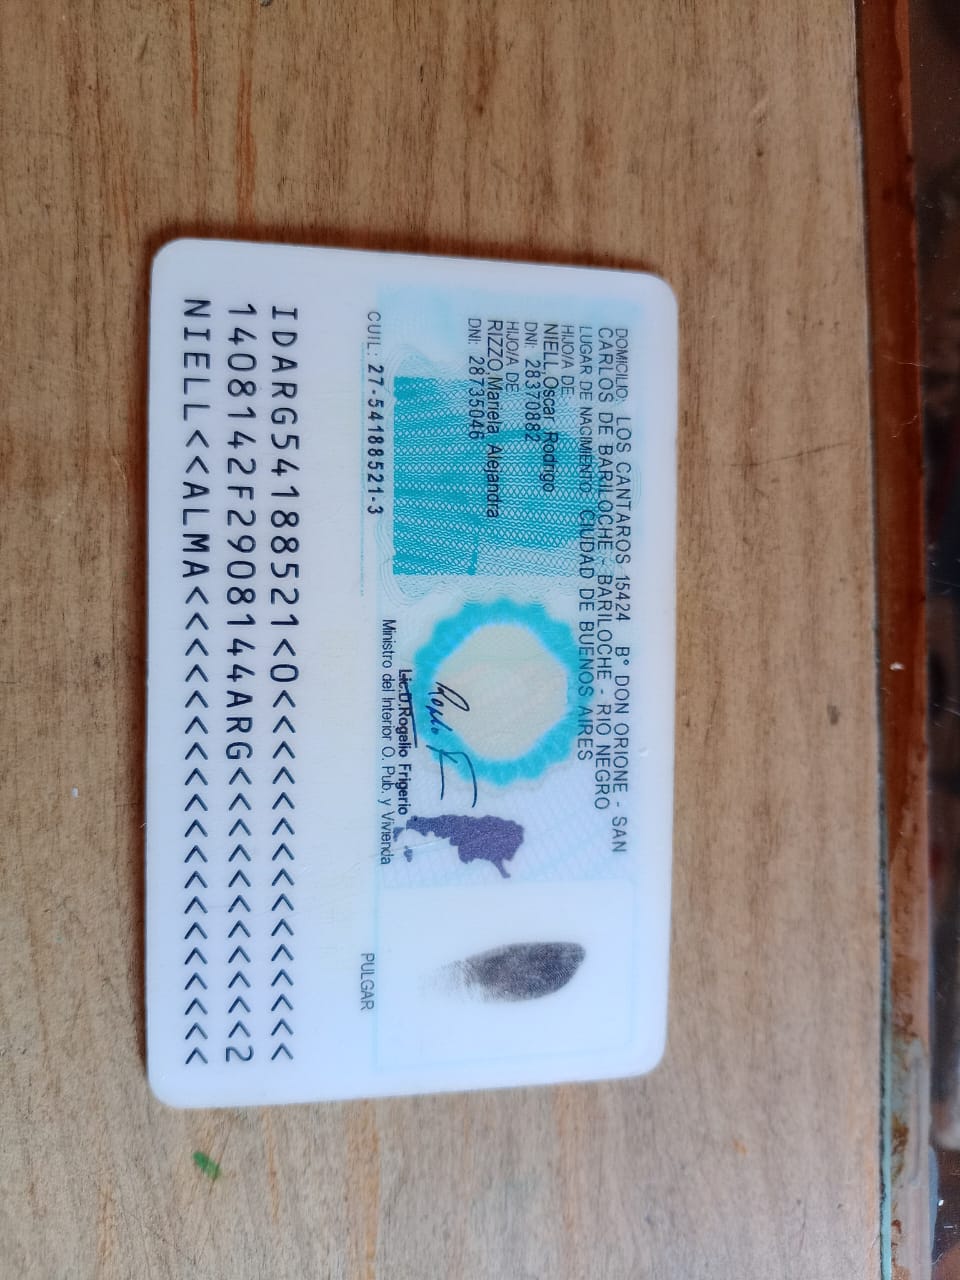 DOMICILIO: LOS CANTAROS 15424 B° DON ORIONE - SAN
CARLOS DE BARILOCHE - BARILOCHE - RIO NEGRO
LUGAR DE NACIMIENTO: CIUDAD DE BUENOS AIRES
HIJO/A DE:
NIELL, Oscar Rodrigo
DNI: 28370882
HIJO/A DE:
RIZZO, Mariela Alejandra
DNI: 28735046
Lic. D. Rogelio Frigerio
Ministro del Interior O. Pub. y Vivienda
CUIL: 27-54188521-3
PULGAR
IDARG54188521<0<<<<<<<<<<<<<<<
1408142F2908144ARG<<<<<<<<<<<2
NIELL<<ALMA<<<<<<<<<<<<<<<<<<<